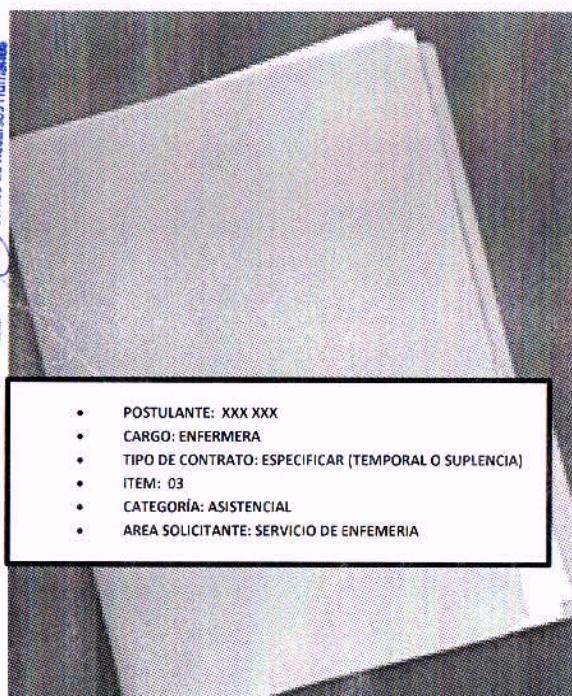 • POSTULANTE: XXX XXX
• CARGO: ENFERMERA
• TIPO DE CONTRATO: ESPECIFICAR (TEMPORAL O SUPLENCIA)
• ITEM: 03
• CATEGORÍA: ASISTENCIAL
• AREA SOLICITANTE: SERVICIO DE ENFEMERIA